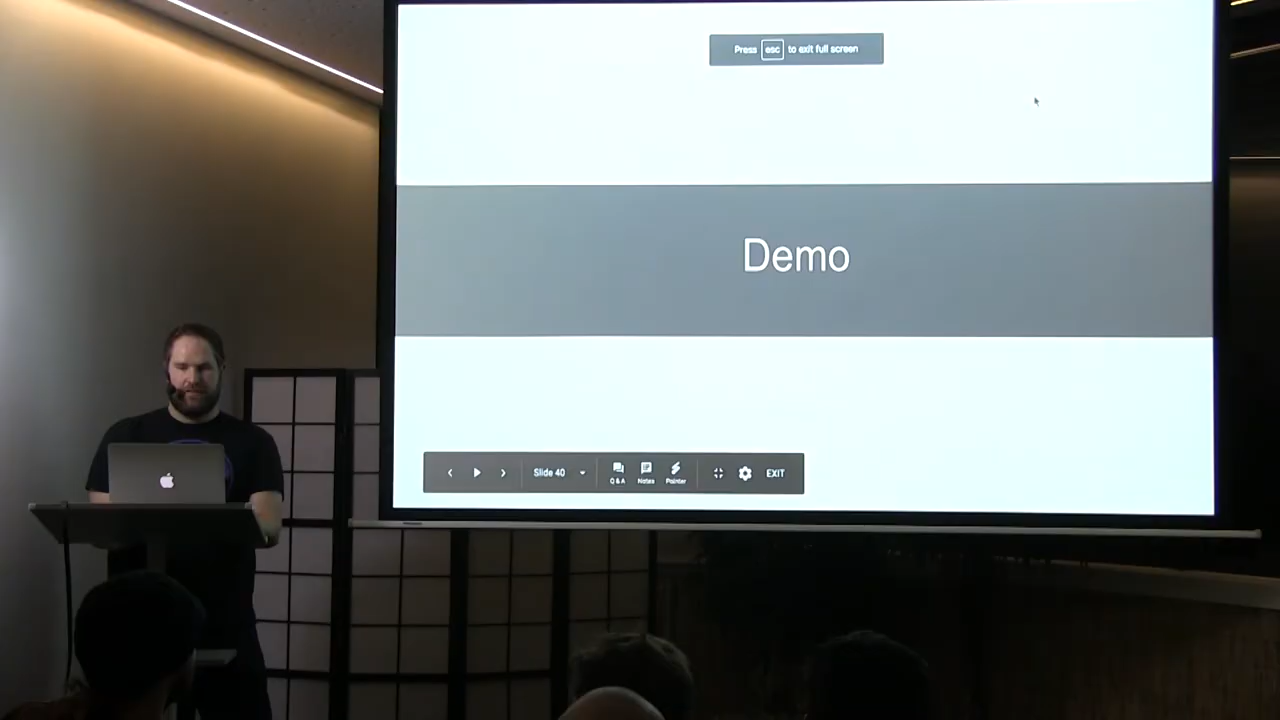 Press esc to exit full screen
Demo
Slide 40
Q & A
Notes
Pointer
EXIT